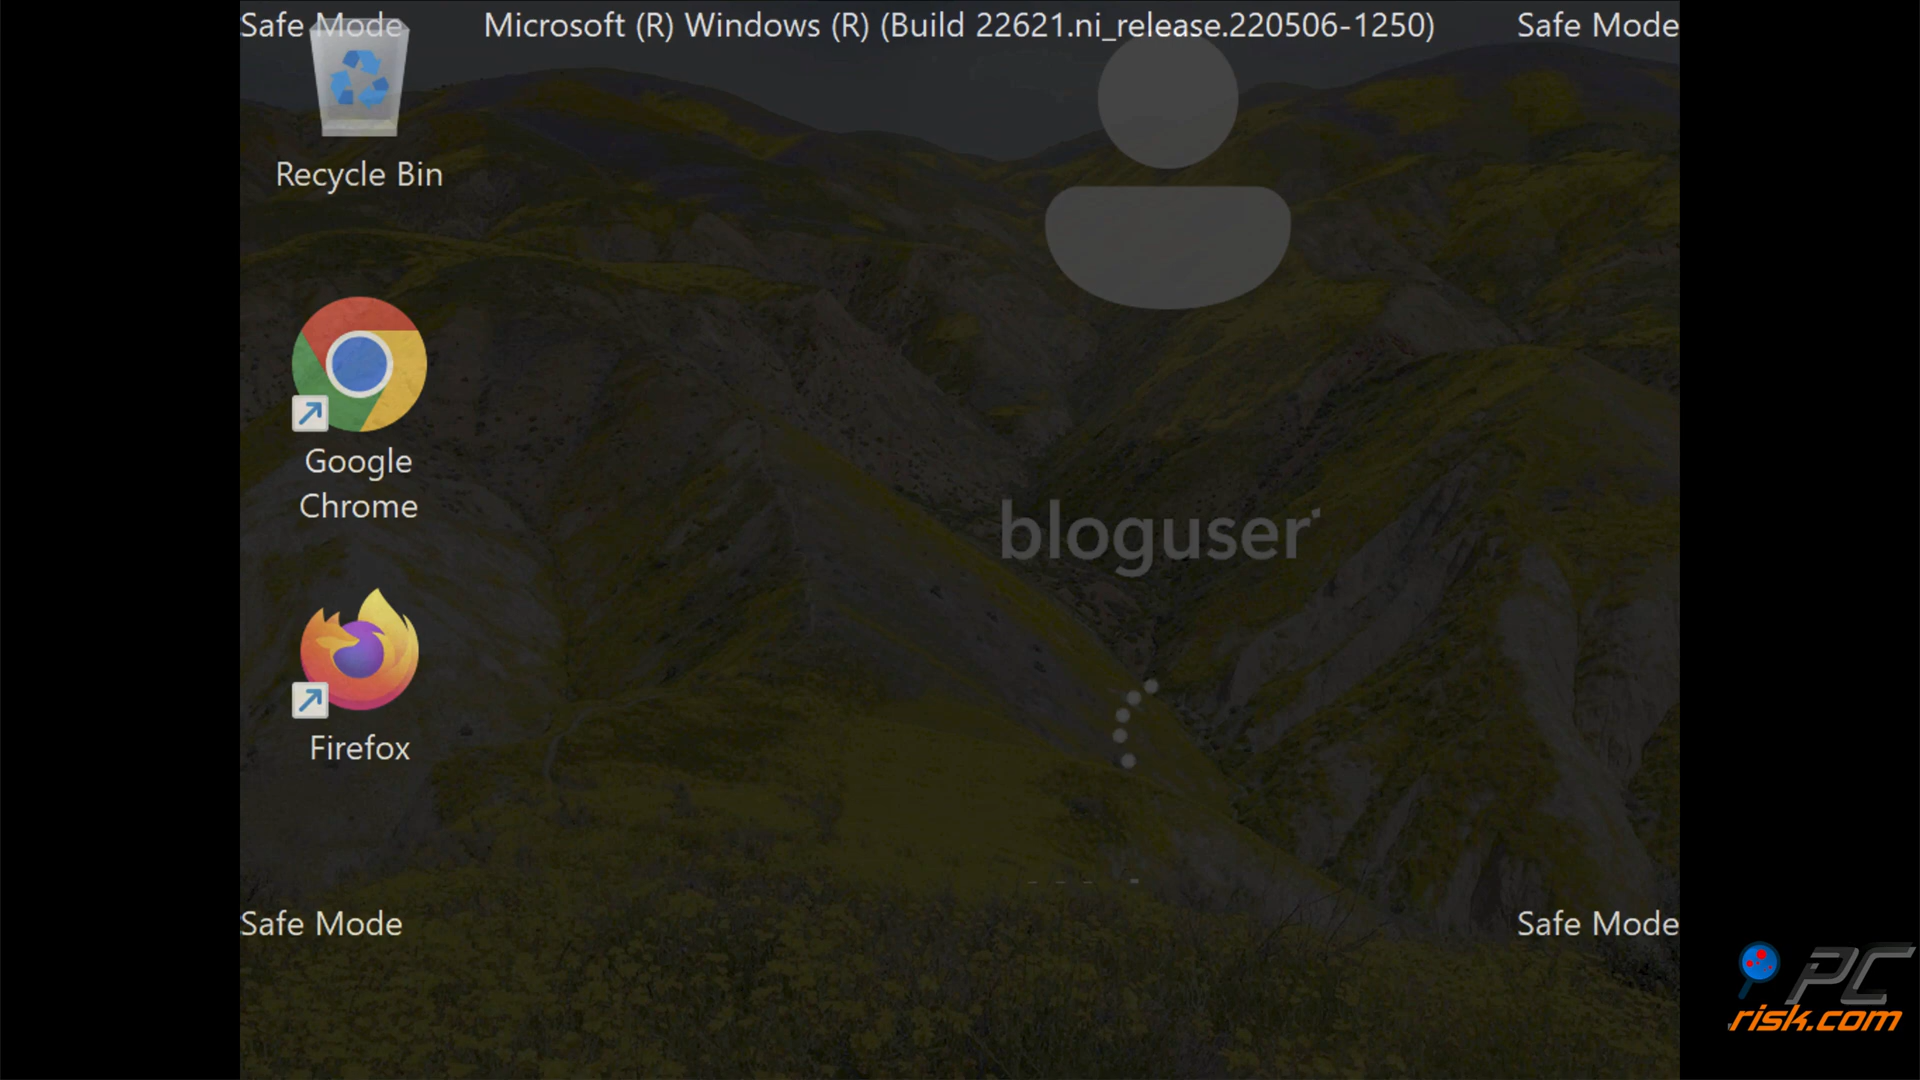 Safe Mode
Microsoft (R) Windows (R) (Build 22621.ni_release.220506-1250)
Safe Mode
Recycle Bin
Google
Chrome
bloguser
Firefox
Safe Mode
Safe Mode
PC
risk.com